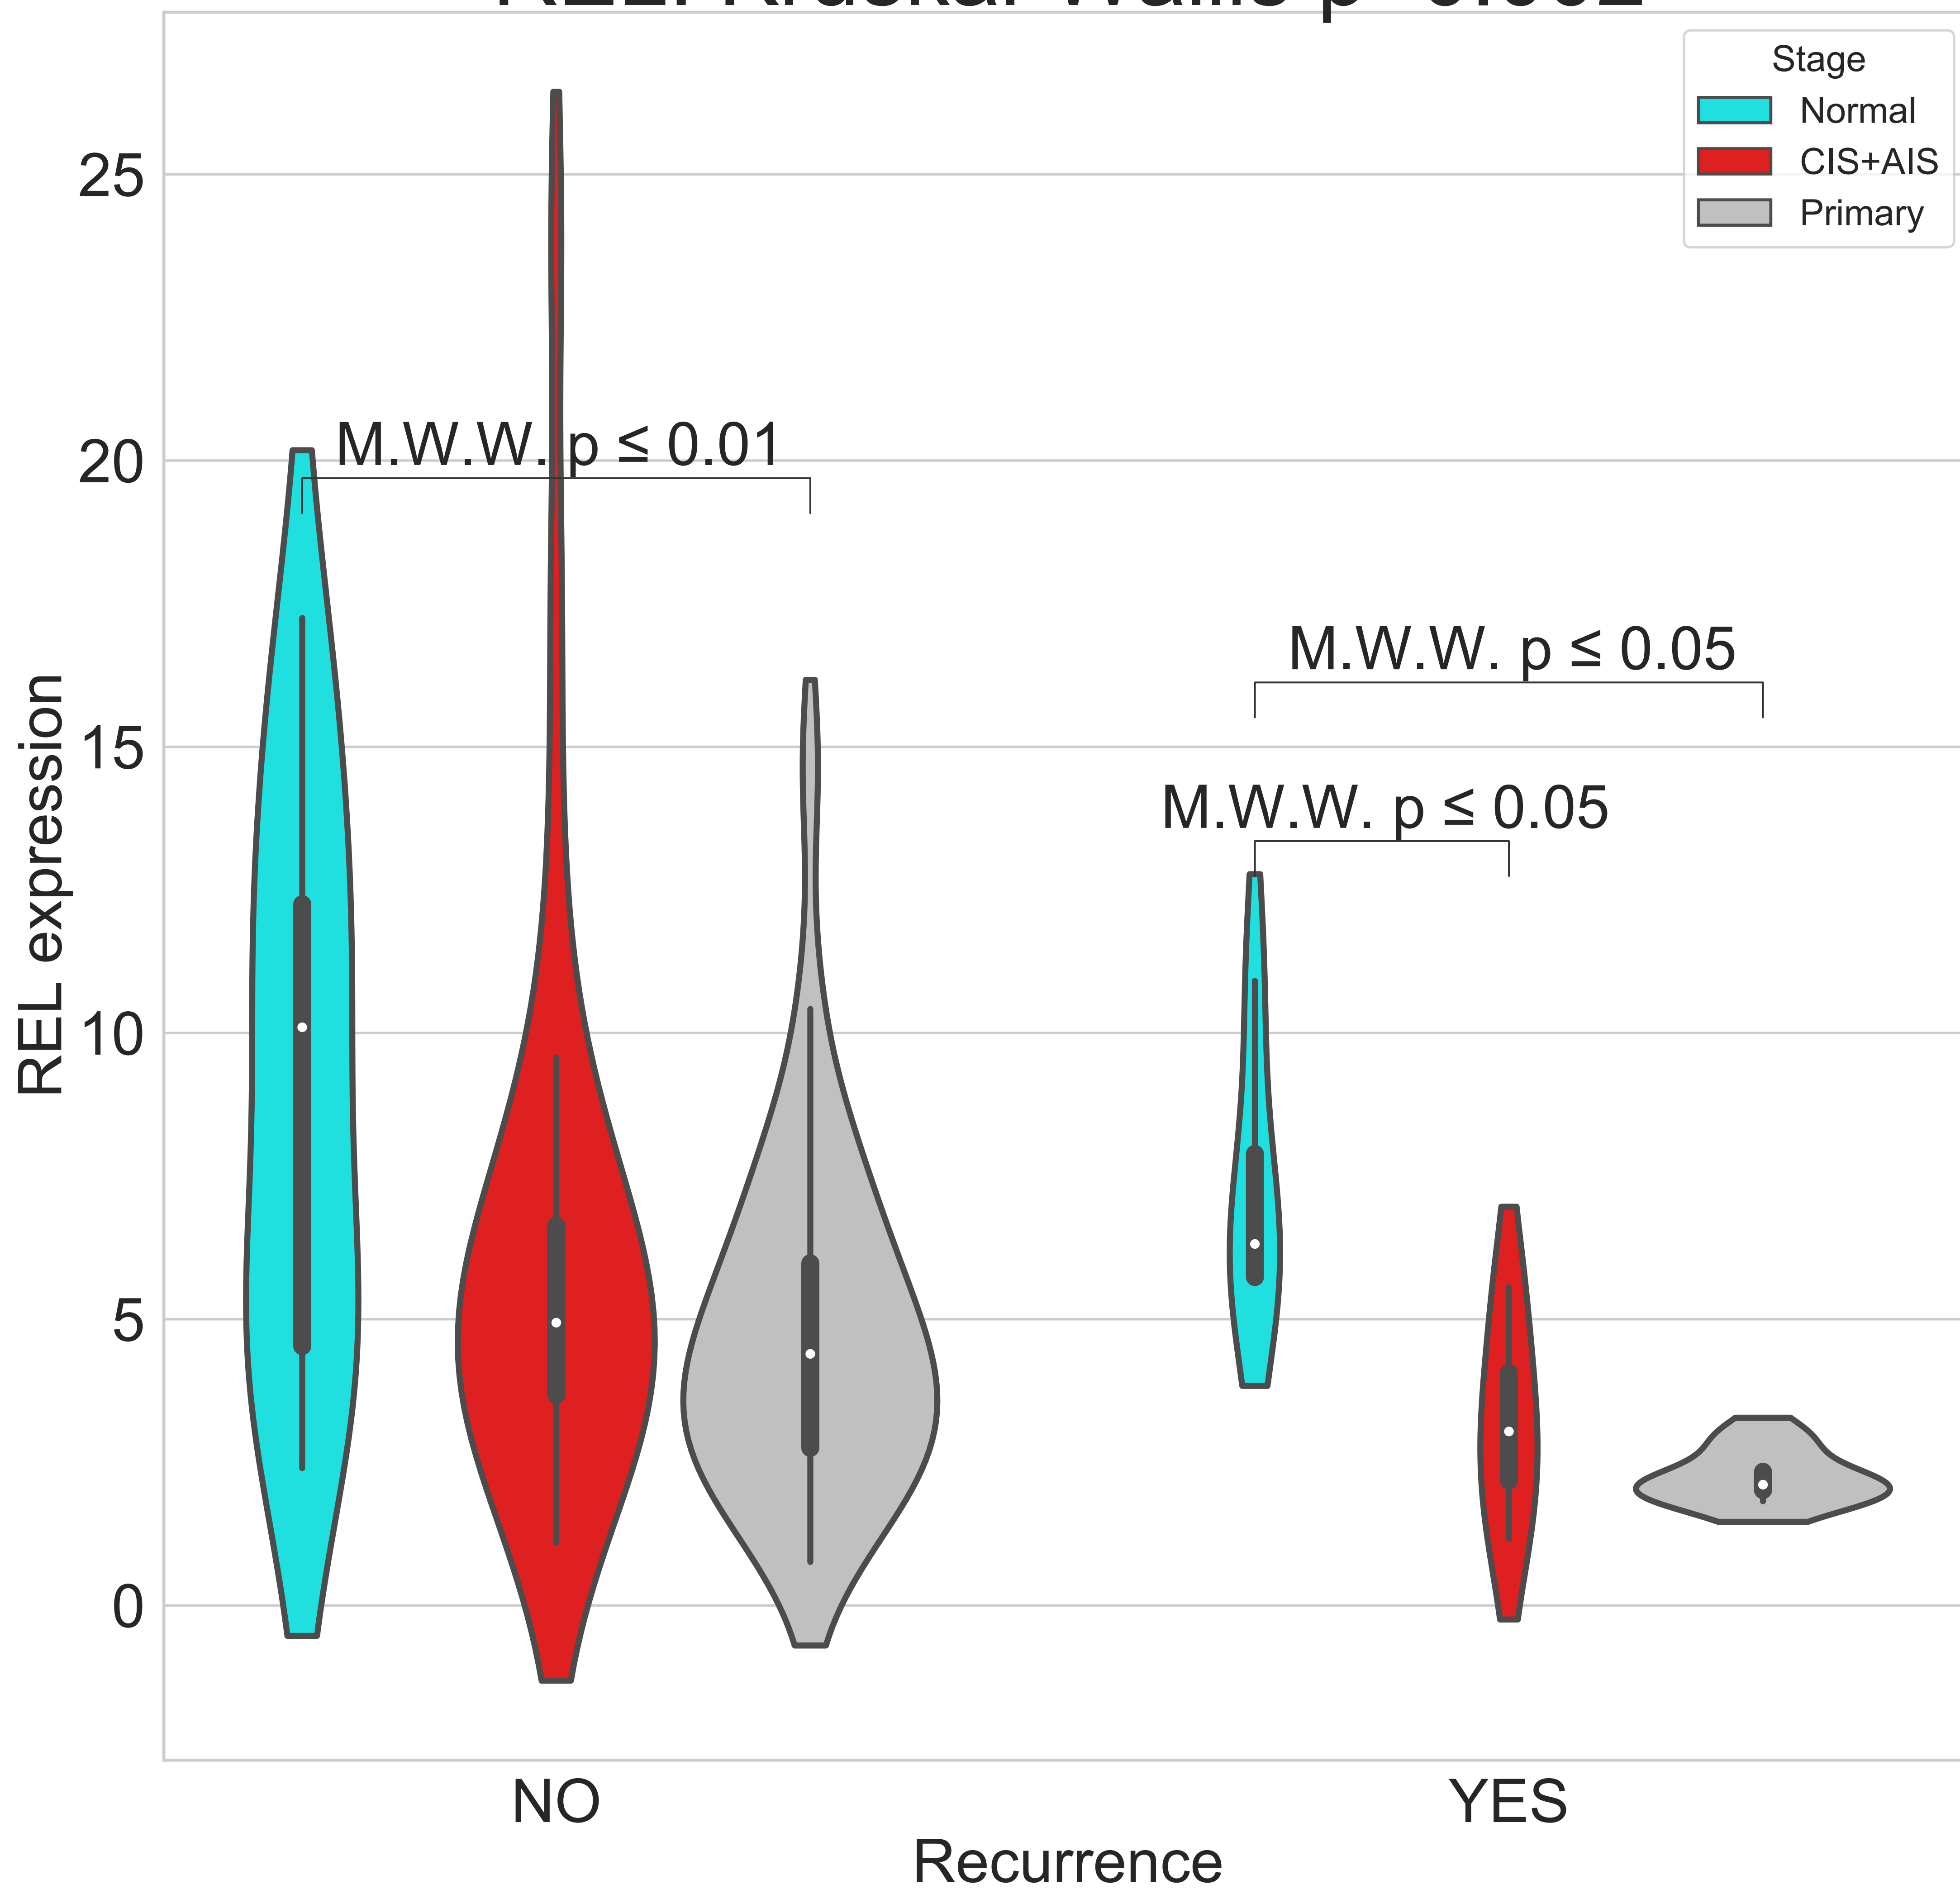 Stage
Normal
CIS+AIS
Primary
25
20
15
10
5
0
REL expression
M.W.W. p ≤ 0.01
M.W.W. p ≤ 0.05
M.W.W. p ≤ 0.05
NO
YES
Recurrence